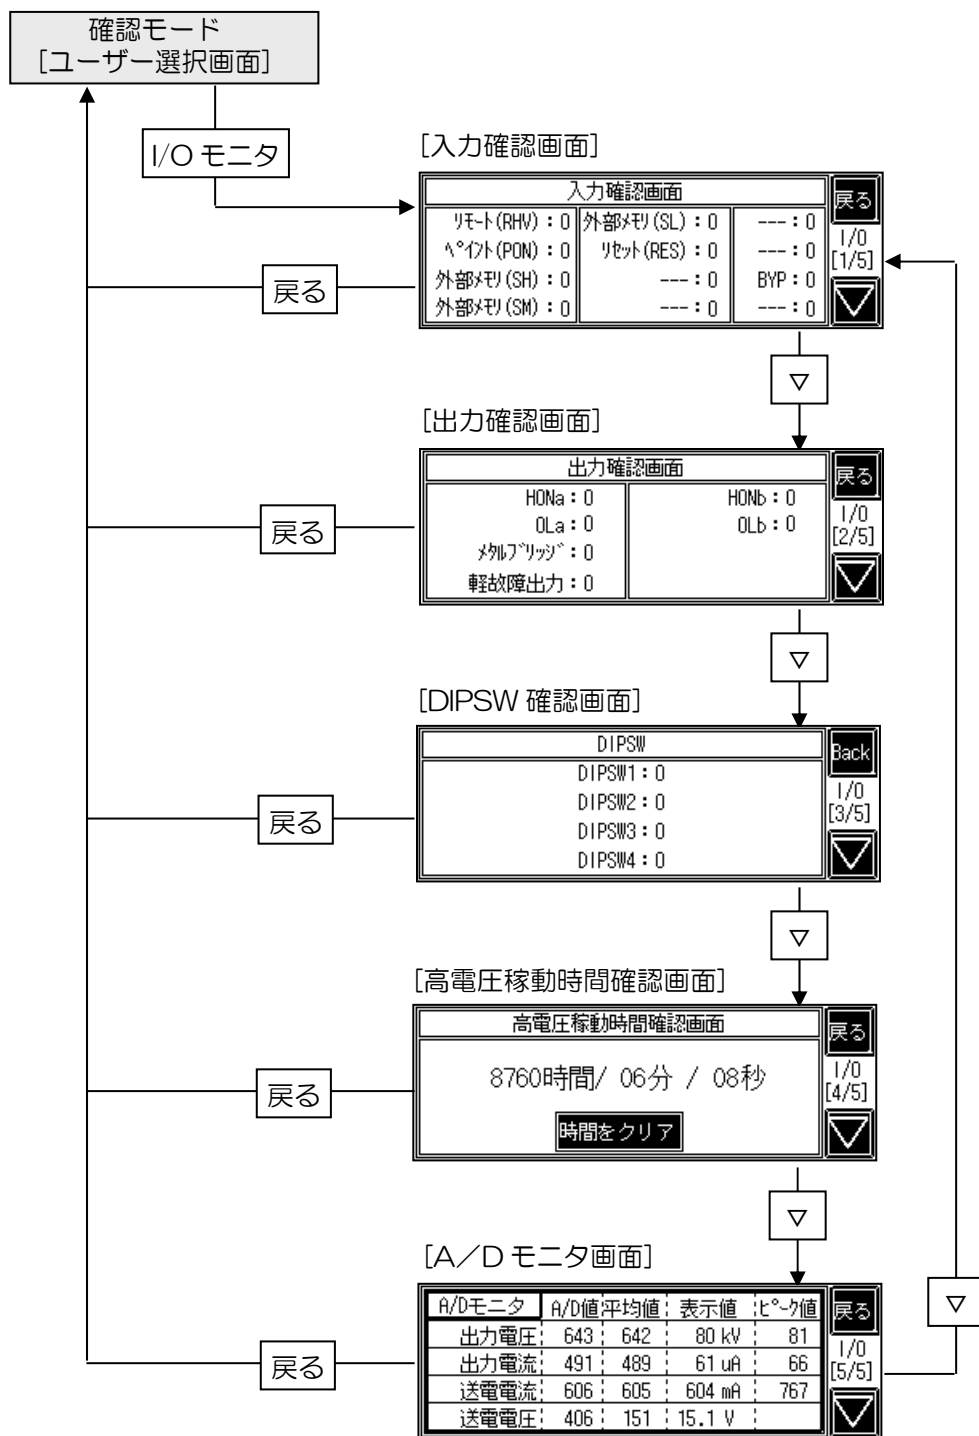 確認モード
[ユーザー選択画面]
I/O モニタ
[入力確認画面]
入力確認画面
戻る
ﾘﾓｰﾄ(RHV):0 外部ﾒﾓﾘ(SL):0 ---:0
ﾍﾟｲﾝﾄ(PON):0 ﾘｾｯﾄ(RES):0 ---:0
外部ﾒﾓﾘ(SH):0 ---:0 BYP:0
外部ﾒﾓﾘ(SM):0 ---:0 ---:0
I/O
[1/5]
▽
戻る
▽
[出力確認画面]
出力確認画面
戻る
HONa:0 HONb:0
OLa:0 OLb:0
ﾒﾀﾙﾌﾞﾘｯｼﾞ:0
軽故障出力:0
I/O
[2/5]
▽
戻る
▽
[DIPSW 確認画面]
DIPSW
Back
DIPSW1:0
DIPSW2:0
DIPSW3:0
DIPSW4:0
I/O
[3/5]
▽
戻る
▽
[高電圧稼動時間確認画面]
高電圧稼動時間確認画面
戻る
8760時間/ 06分 / 08秒
時間をクリア
I/O
[4/5]
▽
戻る
▽
[A/D モニタ画面]
A/Dモニタ A/D値 平均値 表示値 ﾋﾟｰｸ値
出力電圧 643 642 80 kV 81
出力電流 491 489 61 uA 66
送電電流 606 605 604 mA 767
送電電圧 406 151 15.1 V
戻る
I/O
[5/5]
▽
戻る
▽